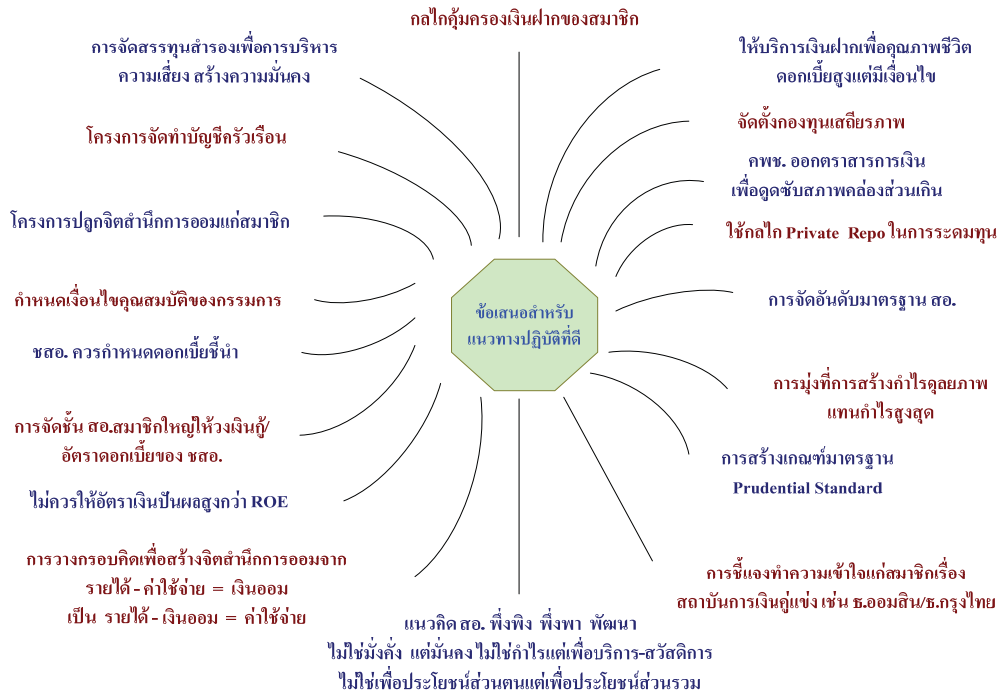 กลไกคุ้มครองเงินฝากของสมาชิก
การจัดสรรทุนสำรองเพื่อการบริหาร
ความเสี่ยง สร้างความมั่นคง
โครงการจัดทำบัญชีครัวเรือน
โครงการปลูกจิตสำนึกการออมแก่สมาชิก
กำหนดเงื่อนไขคุณสมบัติของกรรมการ
ชสอ. ควรกำหนดดอกเบี้ยชี้นำ
การจัดชั้น สอ.สมาชิกใหญ่ให้วงเงินกู้/
อัตราดอกเบี้ยของ ชสอ.
ไม่ควรให้อัตราเงินปันผลสูงกว่า ROE
การวางกรอบคิดเพื่อสร้างจิตสำนึกการออมจาก
รายได้ - ค่าใช้จ่าย = เงินออม
เป็น รายได้ - เงินออม = ค่าใช้จ่าย
ข้อเสนอสำหรับ
แนวทางปฏิบัติที่ดี
ให้บริการเงินฝากเพื่อคุณภาพชีวิต
ดอกเบี้ยสูงแต่มีเงื่อนไข
จัดตั้งกองทุนเสถียรภาพ
คพช. ออกตราสารการเงิน
เพื่อดูดซับสภาพคล่องส่วนเกิน
ใช้กลไก Private Repo ในการระดมทุน
การจัดอันดับมาตรฐาน สอ.
การมุ่งที่การสร้างกำไรดุลยภาพ
แทนกำไรสูงสุด
การสร้างเกณฑ์มาตรฐาน
Prudential Standard
การชี้แจงทำความเข้าใจแก่สมาชิกเรื่อง
สถาบันการเงินคู่แข่ง เช่น ธ.ออมสิน/ธ.กรุงไทย
แนวคิด สอ. พึ่งพิง พึ่งพา พัฒนา
ไม่ใช่มั่งคั่ง แต่มั่นคง ไม่ใช่กำไรแต่เพื่อบริการ-สวัสดิการ
ไม่ใช่เพื่อประโยชน์ส่วนตนแต่เพื่อประโยชน์ส่วนรวม